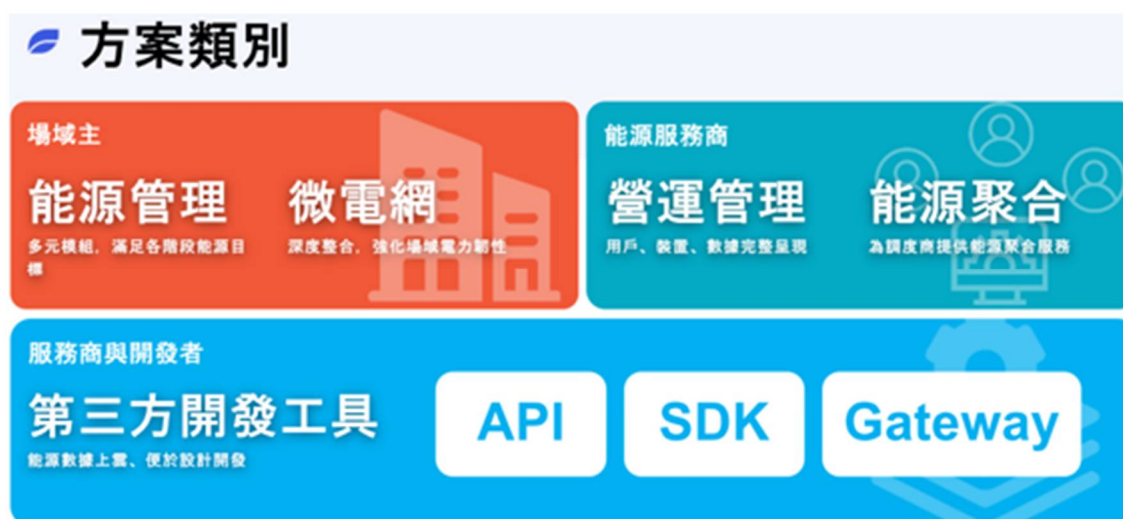 方案類別
場域主
能源管理
多元模組，滿足各階段能源目
標
微電網
深度整合，強化場域電力韌性
能源服務商
營運管理
用戶、裝置、數據完整呈現
能源聚合
為調度商提供能源聚合服務
服務商與開發者
第三方開發工具
能源數據上雲、便於設計開發
API
SDK
Gateway